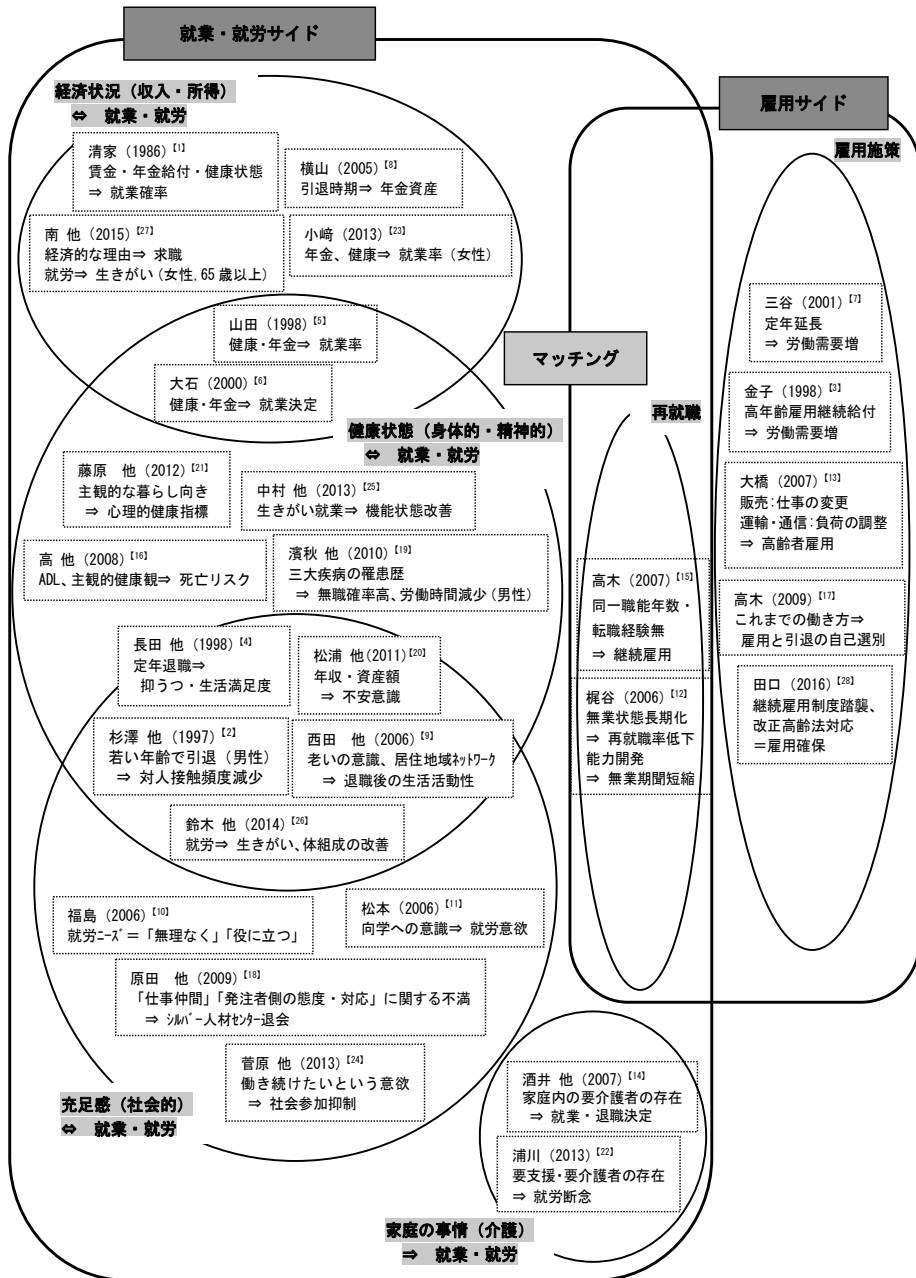 就業・就労サイド
雇用サイド
経済状況（収入・所得）
⇔ 就業・就労
清家（1986）[1]
賃金・年金給付・健康状態
⇒ 就業確率
横山（2005）[8]
引退時期⇒ 年金資産
南 他（2015）[27]
経済的な理由⇒ 求職
就労⇒ 生きがい（女性，65歳以上）
小﨑（2013）[23]
年金、健康⇒ 就業率（女性）
山田（1998）[5]
健康・年金⇒ 就業率
大石（2000）[6]
健康・年金⇒ 就業決定
健康状態（身体的・精神的）
⇔ 就業・就労
藤原 他（2012）[21]
主観的な暮らし向き
⇒ 心理的健康指標
中村 他（2013）[25]
生きがい就業⇒ 機能状態改善
高 他（2008）[16]
ADL、主観的健康観⇒ 死亡リスク
濱秋 他（2010）[19]
三大疾病の罹患歴
⇒ 無職確率高、労働時間減少（男性）
長田 他（1998）[4]
定年退職⇒
抑うつ・生活満足度
松浦 他（2011）[20]
年収・資産額
⇒ 不安意識
杉澤 他（1997）[2]
若い年齢で引退（男性）
⇒ 対人接触頻度減少
西田 他（2006）[9]
老いの意識、居住地域ﾈｯﾄﾜｰｸ
⇒ 退職後の生活活動性
鈴木 他（2014）[26]
就労⇒ 生きがい、体組成の改善
福島（2006）[10]
就労ﾆｰｽﾞ＝「無理なく」「役に立つ」
松本（2006）[11]
向学への意識⇒ 就労意欲
原田 他（2009）[18]
「仕事仲間」「発注者側の態度・対応」に関する不満
⇒ ｼﾙﾊﾞｰ人材ｾﾝﾀｰ退会
菅原 他（2013）[24]
働き続けたいという意欲
⇒ 社会参加抑制
充足感（社会的）
⇔ 就業・就労
酒井 他（2007）[14]
家庭内の要介護者の存在
⇒ 就業・退職決定
浦川（2013）[22]
要支援・要介護者の存在
⇒ 就労断念
家庭の事情（介護）
⇒ 就業・就労
マッチング
再就職
高木（2007）[15]
同一職能年数・
転職経験無
⇒ 継続雇用
梶谷（2006）[12]
無業状態長期化
⇒ 再就職率低下
能力開発
⇒ 無業期間短縮
雇用施策
三谷（2001）[7]
定年延長
⇒ 労働需要増
金子（1998）[3]
高年齢雇用継続給付
⇒ 労働需要増
大橋（2007）[13]
販売：仕事の変更
運輸・通信：負荷の調整
⇒ 高齢者雇用
高木（2009）[17]
これまでの働き方⇒
雇用と引退の自己選別
田口（2016）[28]
継続雇用制度踏襲、
改正高齢法対応
＝雇用確保